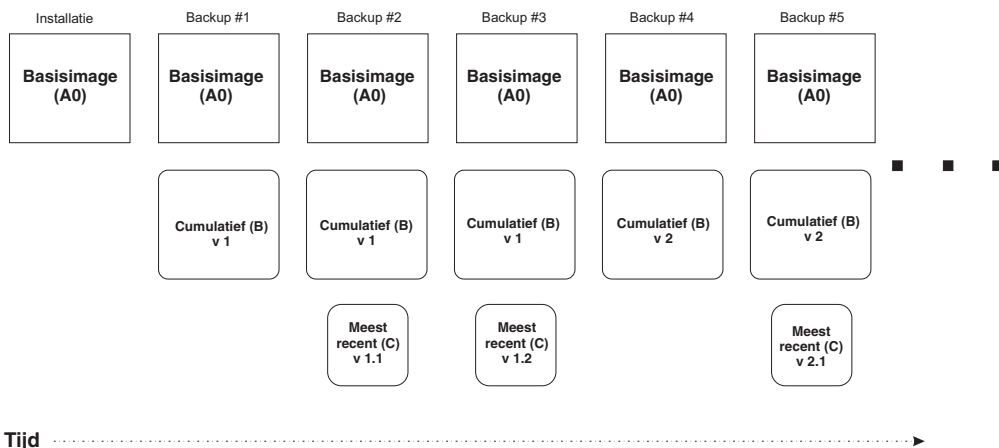 Installatie
Backup #1
Backup #2
Backup #3
Backup #4
Backup #5
Basisimage
(A0)
Basisimage
(A0)
Basisimage
(A0)
Basisimage
(A0)
Basisimage
(A0)
Basisimage
(A0)
Cumulatief (B)
v 1
Cumulatief (B)
v 1
Cumulatief (B)
v 1
Cumulatief (B)
v 2
Cumulatief (B)
v 2
Meest
recent (C)
v 1.1
Meest
recent (C)
v 1.2
Meest
recent (C)
v 2.1
Tijd